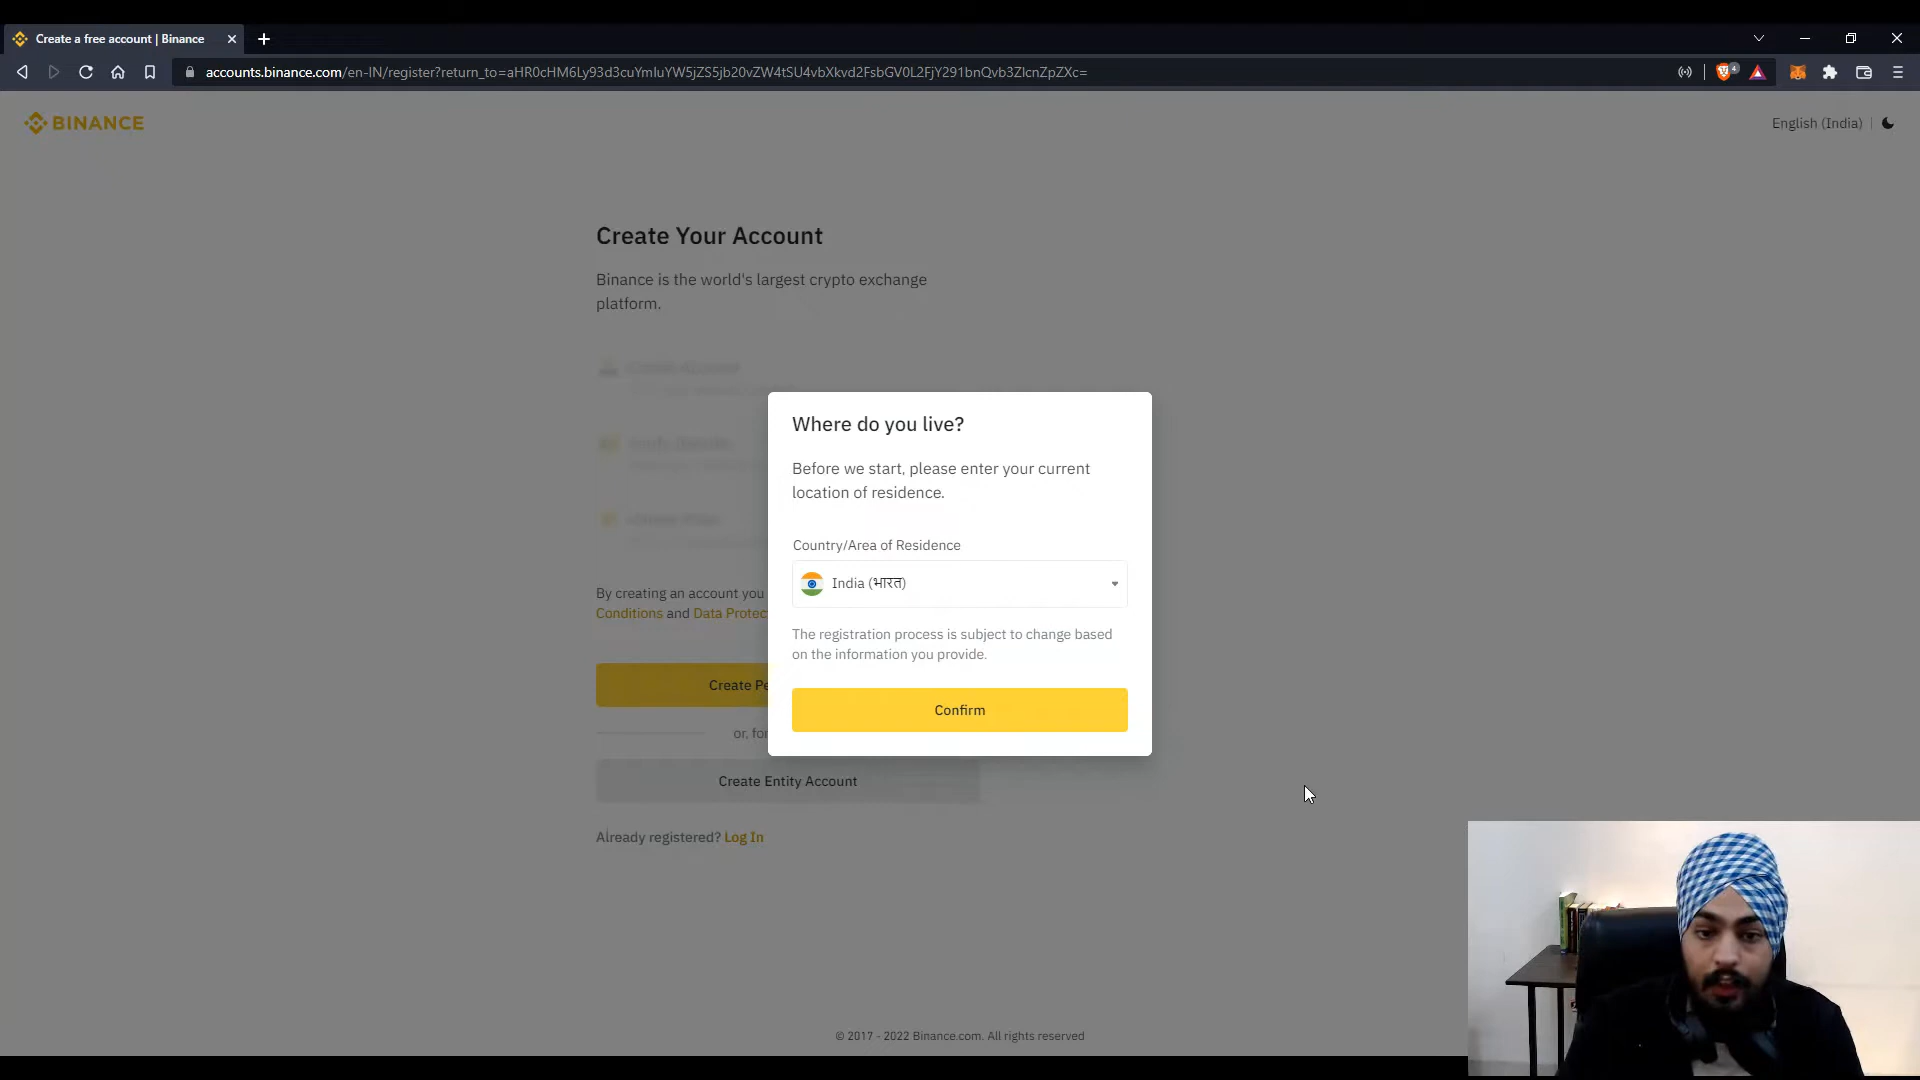 Create a free account | Binance
accounts.binance.com/en-IN/register?return_to=aHR0cHM6Ly93d3cuYmluYW5jZS5jb20vZW4tSU4vbXkvd2FsbGV0L2FjY291bnQvb3ZlcnZpZXc=
4
BINANCE
English (India)
Create Your Account
Binance is the world's largest crypto exchange
platform.
Where do you live?
Before we start, please enter your current
location of residence.
Country/Area of Residence
India (भारत)
The registration process is subject to change based
on the information you provide.
Confirm
By creating an account you
Conditions and Data Protec
Create Pe
or, for
Create Entity Account
Already registered? Log In
© 2017 - 2022 Binance.com. All rights reserved